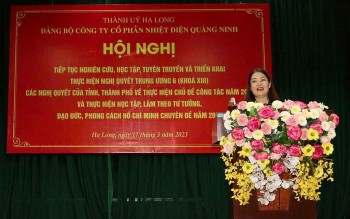 THÀNH ỦY HẠ LONG
ĐẢNG BỘ CÔNG TY CỔ PHẦN NHIỆT ĐIỆN QUẢNG NINH
HỘI NGHỊ
TIẾP TỤC NGHIÊN CỨU, HỌC TẬP, TUYÊN TRUYỀN VÀ TRIỂN KHAI
THỰC HIỆN NGHỊ QUYẾT TRUNG ƯƠNG 6 (KHOÁ XIII)
CÁC NGHỊ QUYẾT CỦA TỈNH, THÀNH PHỐ VỀ THỰC HIỆN CHỦ ĐỀ CÔNG TÁC NĂM 20
VÀ THỰC HIỆN HỌC TẬP, LÀM THEO TƯ TƯỞNG,
ĐẠO ĐỨC, PHONG CÁCH HỒ CHÍ MINH CHUYÊN ĐỀ NĂM 20
Hạ Long, ngày 17 tháng 3 năm 2023